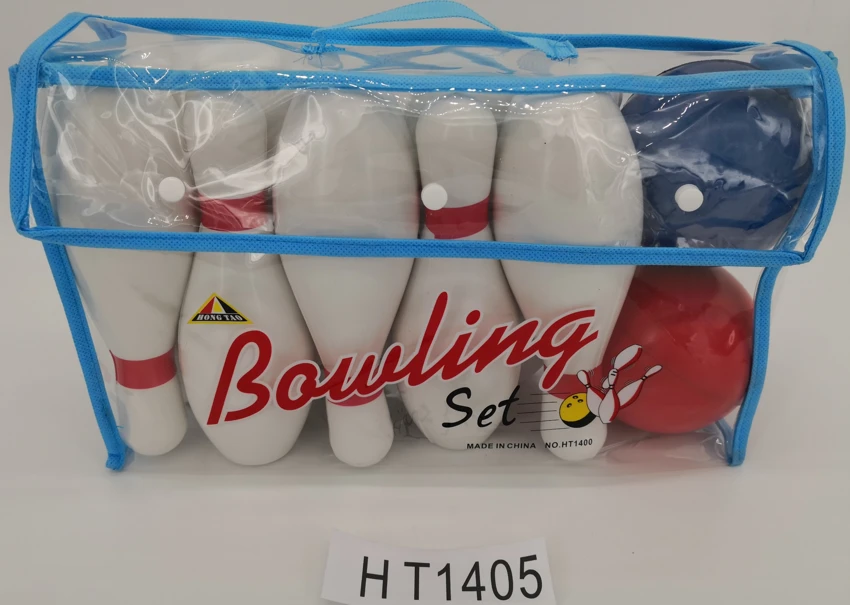 HONG TAO
Bowling
Set
MADE IN CHINA NO.HT1400
HT1405